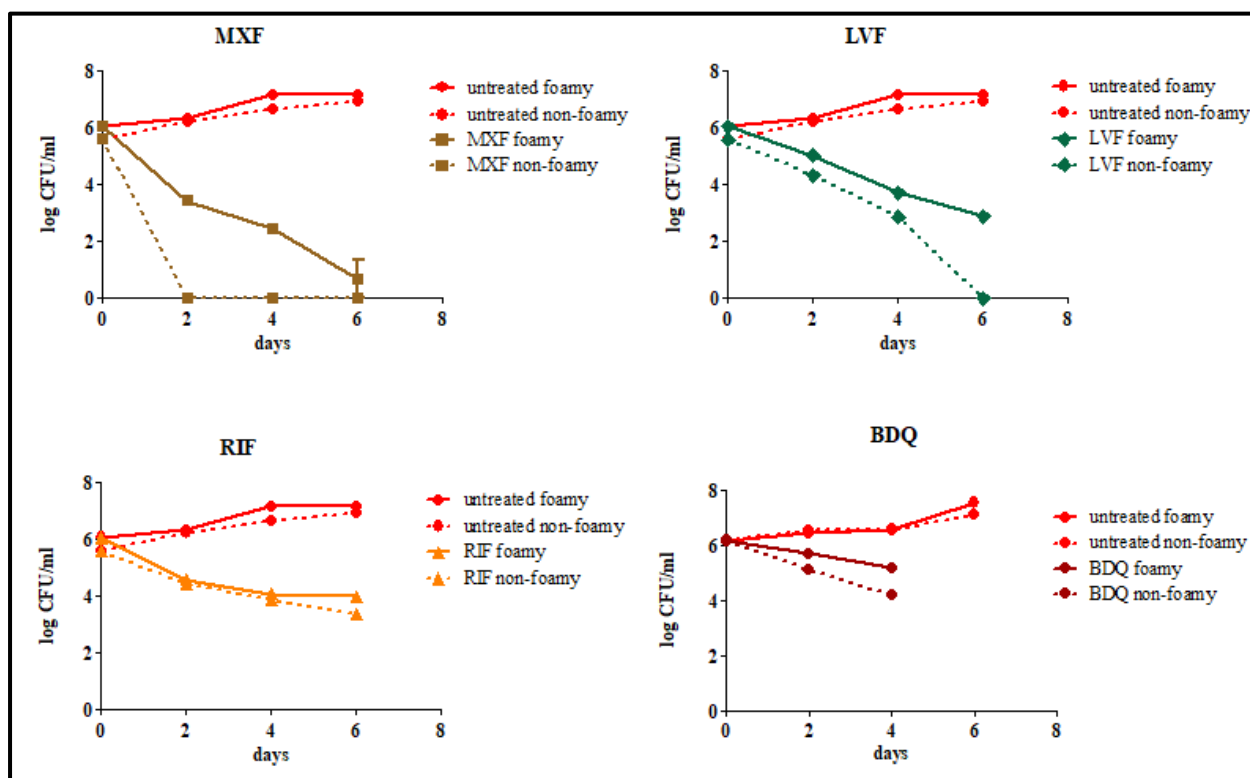 MXF
8
6
4
2
0
0 2 4 6 8
log CFU/ml
days
untreated foamy
untreated non-foamy
MXF foamy
MXF non-foamy
LVF
8
6
4
2
0
0 2 4 6 8
log CFU/ml
days
untreated foamy
untreated non-foamy
LVF foamy
LVF non-foamy
RIF
8
6
4
2
0
0 2 4 6 8
log CFU/ml
days
untreated foamy
untreated non-foamy
RIF foamy
RIF non-foamy
BDQ
8
6
4
2
0
0 2 4 6 8
log CFU/ml
days
untreated foamy
untreated non-foamy
BDQ foamy
BDQ non-foamy